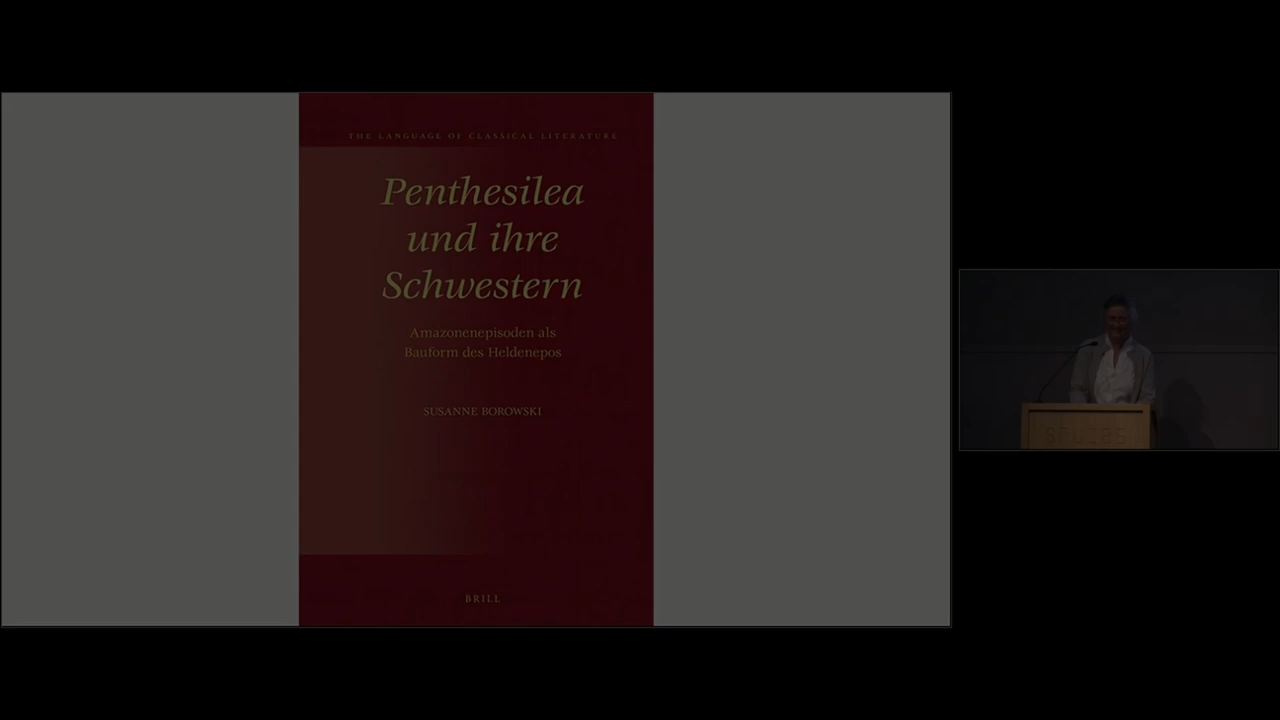 THE LANGUAGE OF CLASSICAL LITERATURE
Penthesilea
und ihre
Schwestern
Amazonenepisoden als
Bauform des Heldenepos
SUSANNE BOROWSKI
BRILL